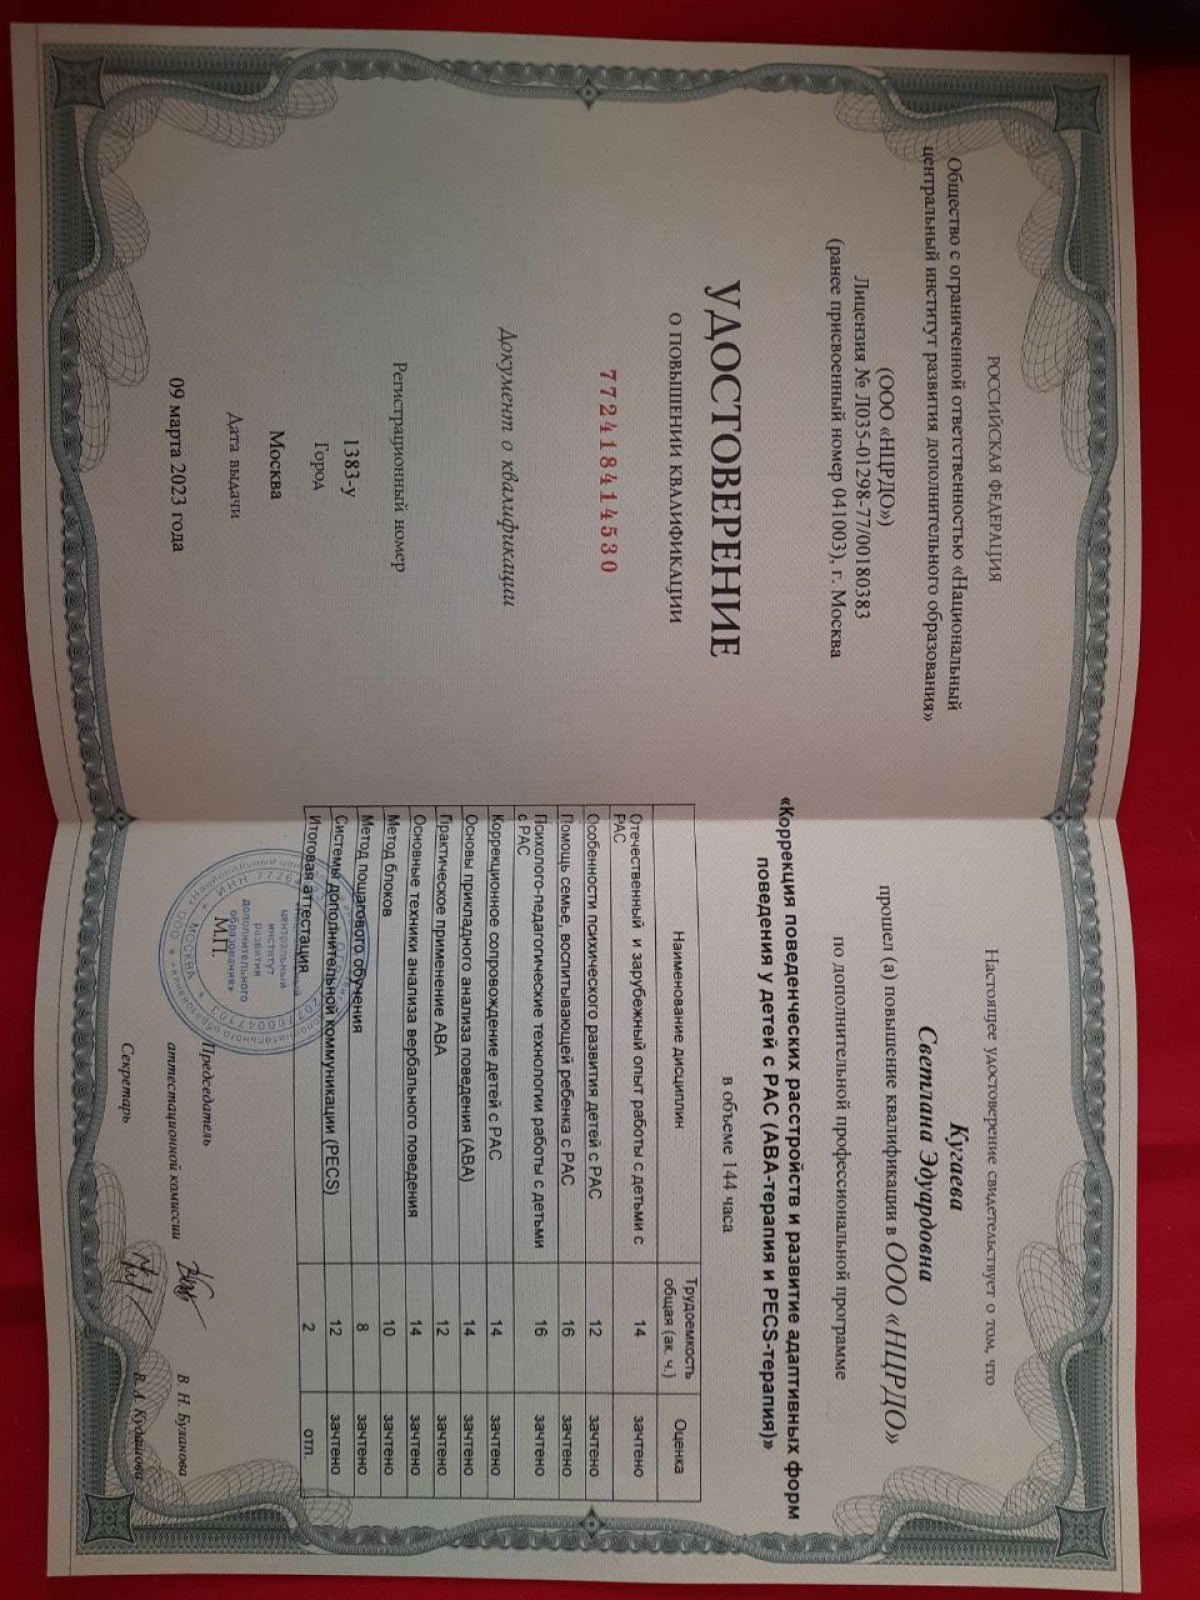 РОССИЙСКАЯ ФЕДЕРАЦИЯ
Общество с ограниченной ответственностью «Национальный
центральный институт развития дополнительного образования»
(ООО «НЦРДО»)
Лицензия № Л035-01298-77/00180383
(ранее присвоенный номер 041003), г. Москва
УДОСТОВЕРЕНИЕ
О ПОВЫШЕНИИ КВАЛИФИКАЦИИ
772418414530
Документ о квалификации
Регистрационный номер
1383-у
Город
Москва
Дата выдачи
09 марта 2023 года
Настоящее удостоверение свидетельствует о том, что
Кугаева
Светлана Эдуардовна
прошел (а) повышение квалификации в ООО «НЦРДО»
по дополнительной профессиональной программе
«Коррекция поведенческих расстройств и развитие адаптивных форм
поведения у детей с РАС (АВА-терапия и PECS-терапия)»
в объеме 144 часа
Наименование дисциплин Трудоемкость общая (ак. ч.) Оценка
Отечественный и зарубежный опыт работы с детьми с РАС 14 зачтено
Особенности психического развития детей с РАС 12 зачтено
Помощь семье, воспитывающей ребенка с РАС 16 зачтено
Психолого-педагогические технологии работы с детьми с РАС 16 зачтено
Коррекционное сопровождение детей с РАС 14 зачтено
Основы прикладного анализа поведения (АВА) 14 зачтено
Практическое применение АВА 12 зачтено
Основные техники анализа вербального поведения 14 зачтено
Метод блоков 10 зачтено
Метод пошагового обучения 8 зачтено
Системы дополнительной коммуникации (PECS) 12 зачтено
Итоговая аттестация 2 отл.
центральный
институт
развития
дополнительного
образования»
МОСКВА
М.П.
Председатель
аттестационной комиссии В. Н. Буланова
Секретарь В. А. Кудашова